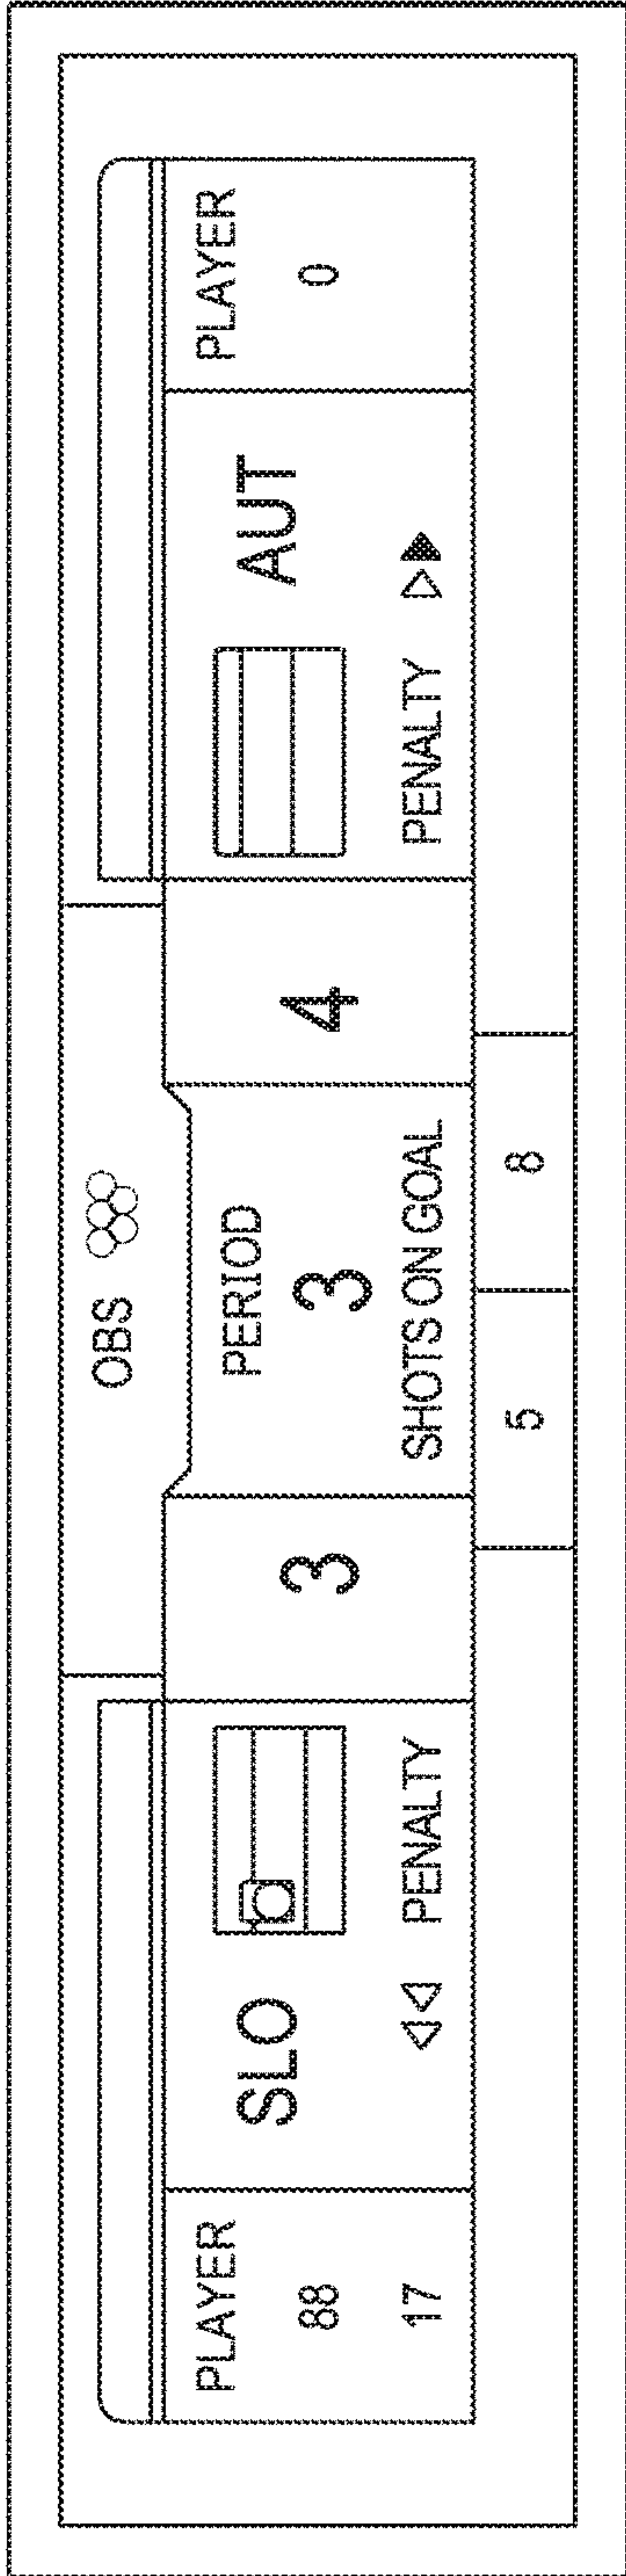 OBS
PLAYER
SLO
3
PERIOD
3
4
AUT
PLAYER
88
0
17
PENALTY
SHOTS ON GOAL
PENALTY
5
8